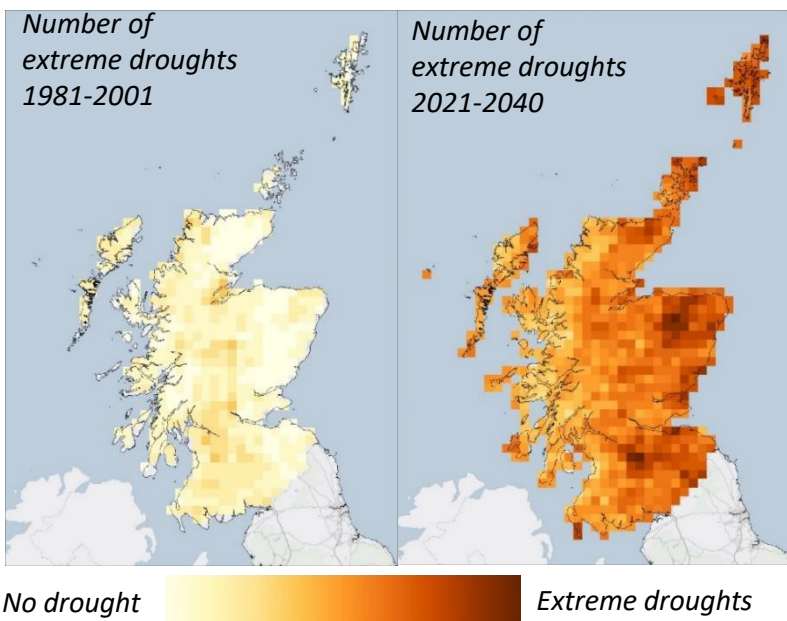 Number of
extreme droughts
1981-2001
Number of
extreme droughts
2021-2040
No drought
Extreme droughts